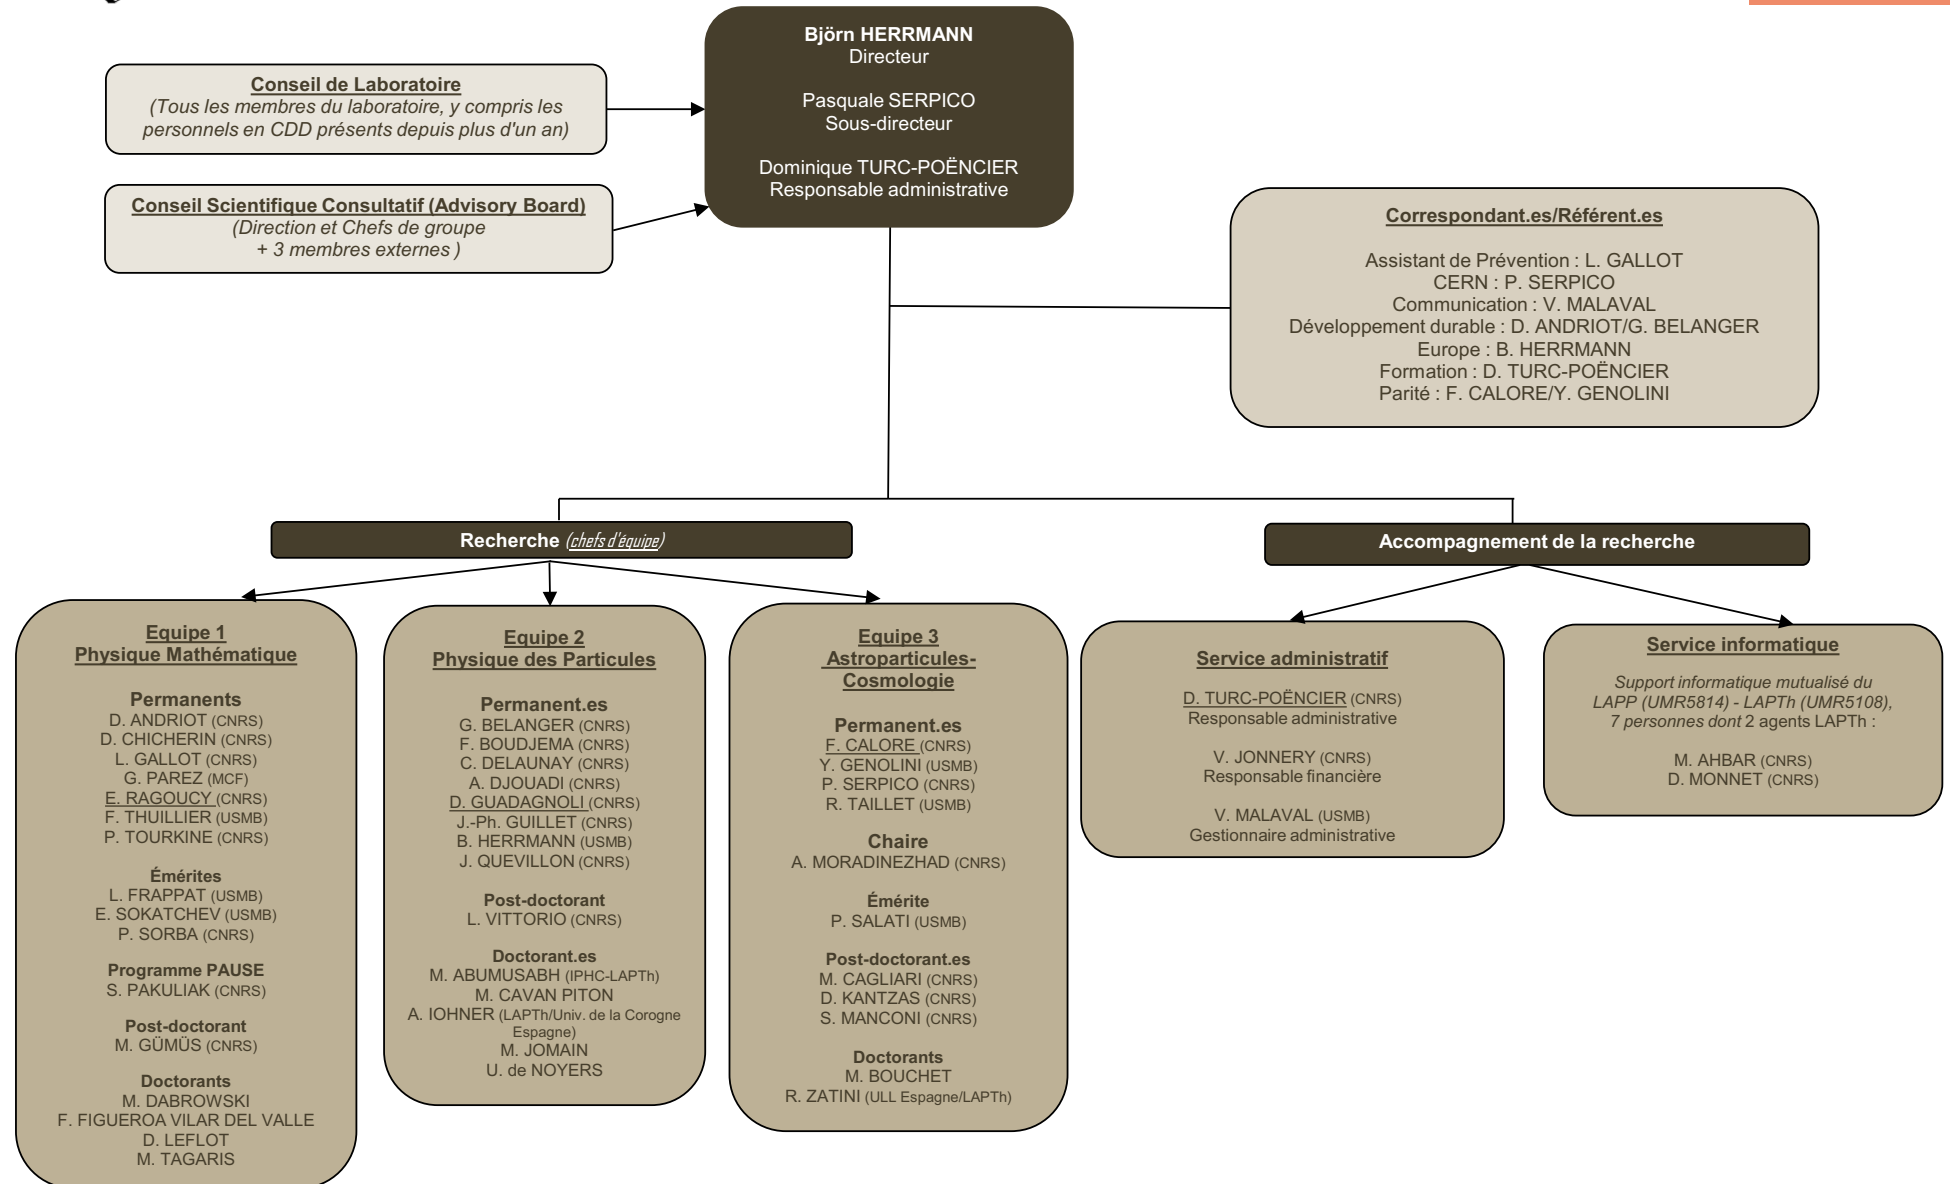 Björn HERRMANN
Directeur
Pasquale SERPICO
Sous-directeur
Dominique TURC-POËNCIER
Responsable administrative
Conseil de Laboratoire
(Tous les membres du laboratoire, y compris les
personnels en CDD présents depuis plus d'un an)
Conseil Scientifique Consultatif (Advisory Board)
(Direction et Chefs de groupe
+ 3 membres externes )
Correspondant.es/Référent.es
Assistant de Prévention : L. GALLOT
CERN : P. SERPICO
Communication : V. MALAVAL
Développement durable : D. ANDRIOT/G. BELANGER
Europe : B. HERRMANN
Formation : D. TURC-POËNCIER
Parité : F. CALORE/Y. GENOLINI
Recherche (chefs d'équipe)
Accompagnement de la recherche
Equipe 1
Physique Mathématique
Permanents
D. ANDRIOT (CNRS)
D. CHICHERIN (CNRS)
L. GALLOT (CNRS)
G. PAREZ (MCF)
E. RAGOUCY (CNRS)
F. THUILLIER (USMB)
P. TOURKINE (CNRS)
Émérites
L. FRAPPAT (USMB)
E. SOKATCHEV (USMB)
P. SORBA (CNRS)
Programme PAUSE
S. PAKULIAK (CNRS)
Post-doctorant
M. GÜMÜS (CNRS)
Doctorants
M. DABROWSKI
F. FIGUEROA VILAR DEL VALLE
D. LEFLOT
M. TAGARIS
Equipe 2
Physique des Particules
Permanent.es
G. BELANGER (CNRS)
F. BOUDJEMA (CNRS)
C. DELAUNAY (CNRS)
A. DJOUADI (CNRS)
D. GUADAGNOLI (CNRS)
J.-Ph. GUILLET (CNRS)
B. HERRMANN (USMB)
J. QUEVILLON (CNRS)
Post-doctorant
L. VITTORIO (CNRS)
Doctorant.es
M. ABUMUSABH (IPHC-LAPTh)
M. CAVAN PITON
A. IOHNER (LAPTh/Univ. de la Corogne
Espagne)
M. JOMAIN
U. de NOYERS
Equipe 3
Astroparticules-
Cosmologie
Permanent.es
F. CALORE (CNRS)
Y. GENOLINI (USMB)
P. SERPICO (CNRS)
R. TAILLET (USMB)
Chaire
A. MORADINEZHAD (CNRS)
Émérite
P. SALATI (USMB)
Post-doctorant.es
M. CAGLIARI (CNRS)
D. KANTZAS (CNRS)
S. MANCONI (CNRS)
Doctorants
M. BOUCHET
R. ZATINI (ULL Espagne/LAPTh)
Service administratif
D. TURC-POËNCIER (CNRS)
Responsable administrative
V. JONNERY (CNRS)
Responsable financière
V. MALAVAL (USMB)
Gestionnaire administrative
Service informatique
Support informatique mutualisé du
LAPP (UMR5814) - LAPTh (UMR5108),
7 personnes dont 2 agents LAPTh :
M. AHBAR (CNRS)
D. MONNET (CNRS)